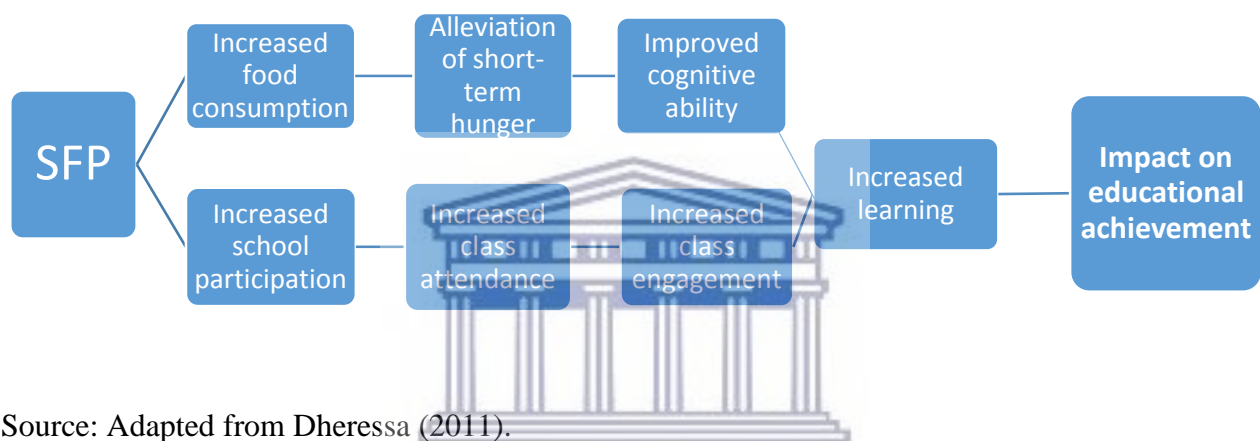 SFP
Increased
food
consumption
Alleviation
of short-
term
hunger
Improved
cognitive
ability
Increased
school
participation
Increased
class
attendance
Increased
class
engagement
Increased
learning
Impact on
educational
achievement
Source: Adapted from Dheressa (2011).